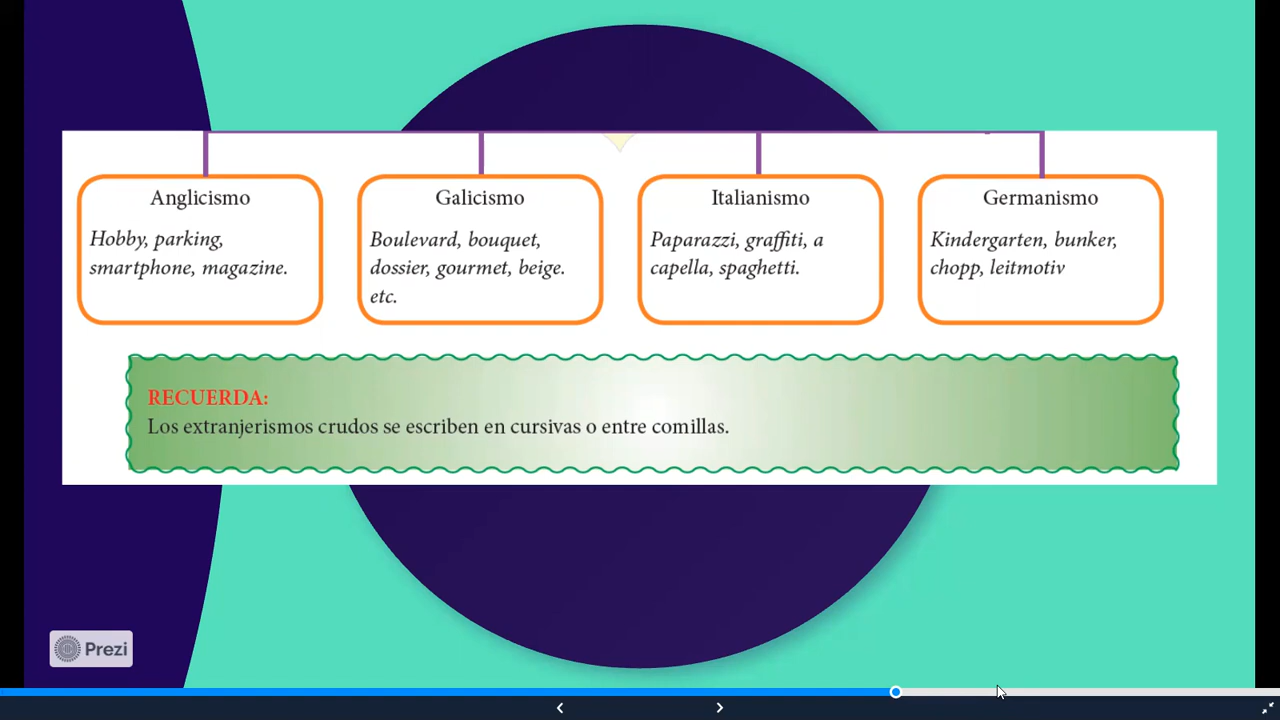 Anglicismo
Hobby, parking,
smartphone, magazine.
Galicismo
Boulevard, bouquet,
dossier, gourmet, beige.
etc.
Italianismo
Paparazzi, graffiti, a
capella, spaghetti.
Germanismo
Kindergarten, bunker,
chopp, leitmotiv
RECUERDA:
Los extranjerismos crudos se escriben en cursivas o entre comillas.
Prezi